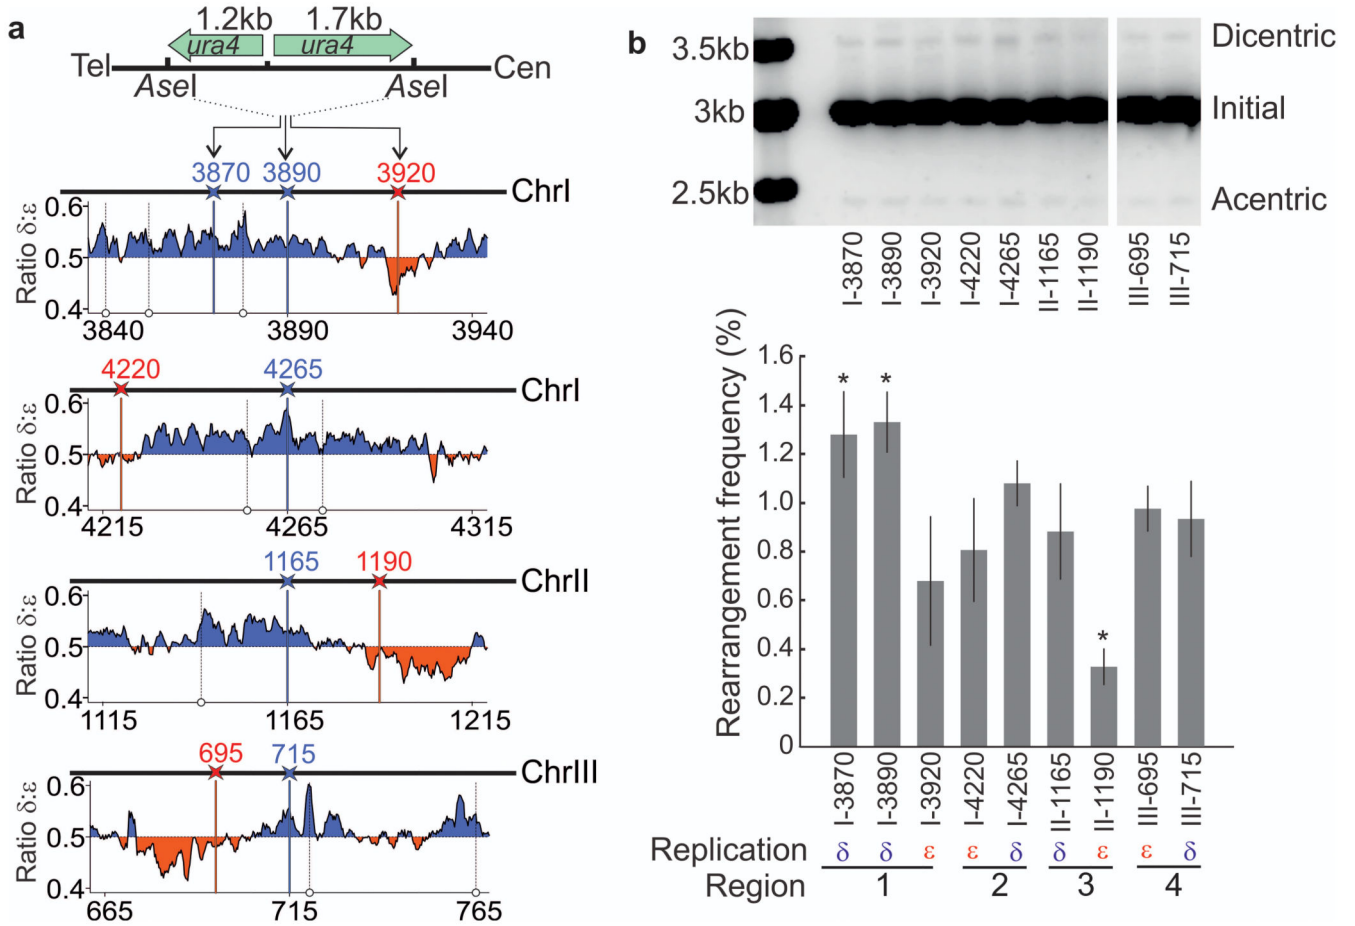 a
1.2kb 1.7kb
ura4 ura4
Tel Cen
AseI AseI
3870 3890 3920
ChrI
Ratio δ:ε
0.6
0.5
0.4
3840 3890 3940
4220 4265
ChrI
Ratio δ:ε
0.6
0.5
0.4
4215 4265 4315
1165 1190
ChrII
Ratio δ:ε
0.6
0.5
0.4
1115 1165 1215
695 715
ChrIII
Ratio δ:ε
0.6
0.5
0.4
665 715 765
b
3.5kb Dicentric
3kb Initial
2.5kb Acentric
I-3870 I-3890 I-3920 I-4220 I-4265 II-1165 II-1190 III-695 III-715
Rearrangement frequency (%)
1.6
1.4
1.2
1.0
0.8
0.6
0.4
0.2
0
* * *
I-3870 I-3890 I-3920 I-4220 I-4265 II-1165 II-1190 III-695 III-715
Replication δ δ ε ε δ δ ε ε δ
Region 1 2 3 4